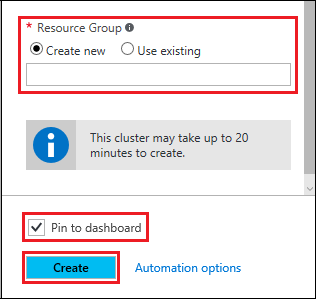 * Resource Group
Create new Use existing
This cluster may take up to 20
minutes to create.
Pin to dashboard
Create Automation options